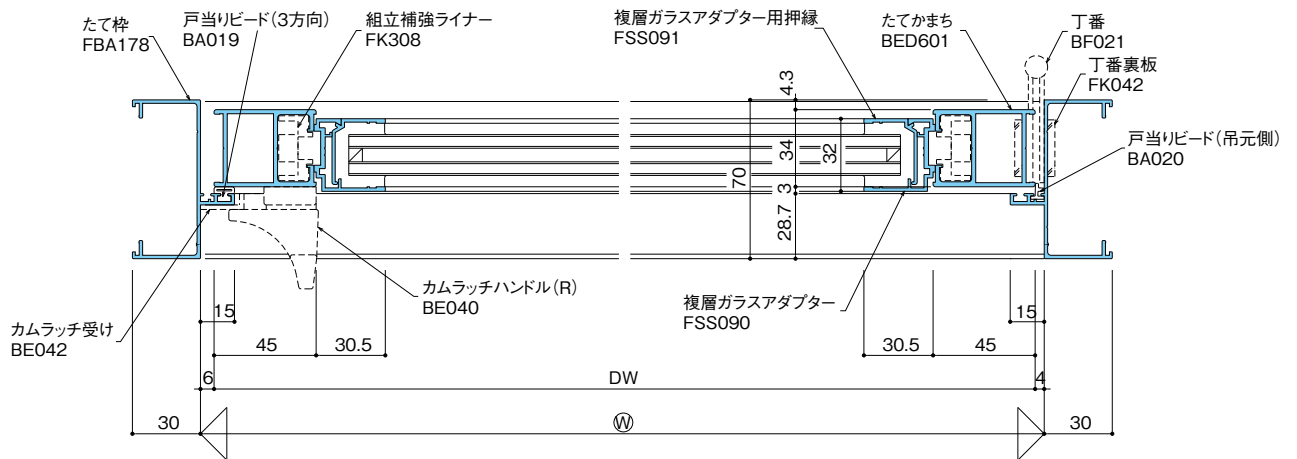 たて枠
FBA178
戸当りビード(3方向)
BA019
組立補強ライナー
FK308
複層ガラスアダプター用押縁
FSS091
たてかまち
BED601
丁番
BF021
丁番裏板
FK042
戸当りビード(吊元側)
BA020
4.3
34
32
70
3
28.7
カムラッチハンドル(R)
BE040
複層ガラスアダプター
FSS090
カムラッチ受け
BE042
15
15
45
30.5
30.5
45
6
DW
4
30
Ⓦ
30